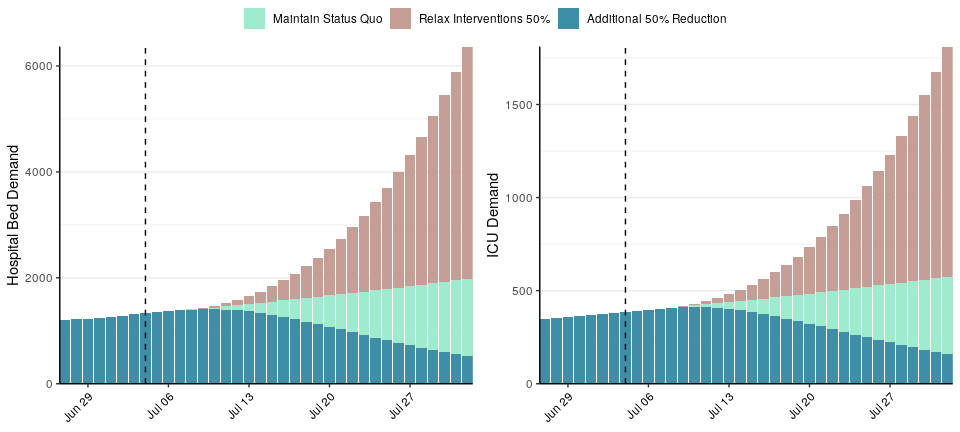 Maintain Status Quo Relax Interventions 50% Additional 50% Reduction
Hospital Bed Demand
6000
4000
2000
0
Jun 29 Jul 06 Jul 13 Jul 20 Jul 27
ICU Demand
1500
1000
500
0
Jun 29 Jul 06 Jul 13 Jul 20 Jul 27